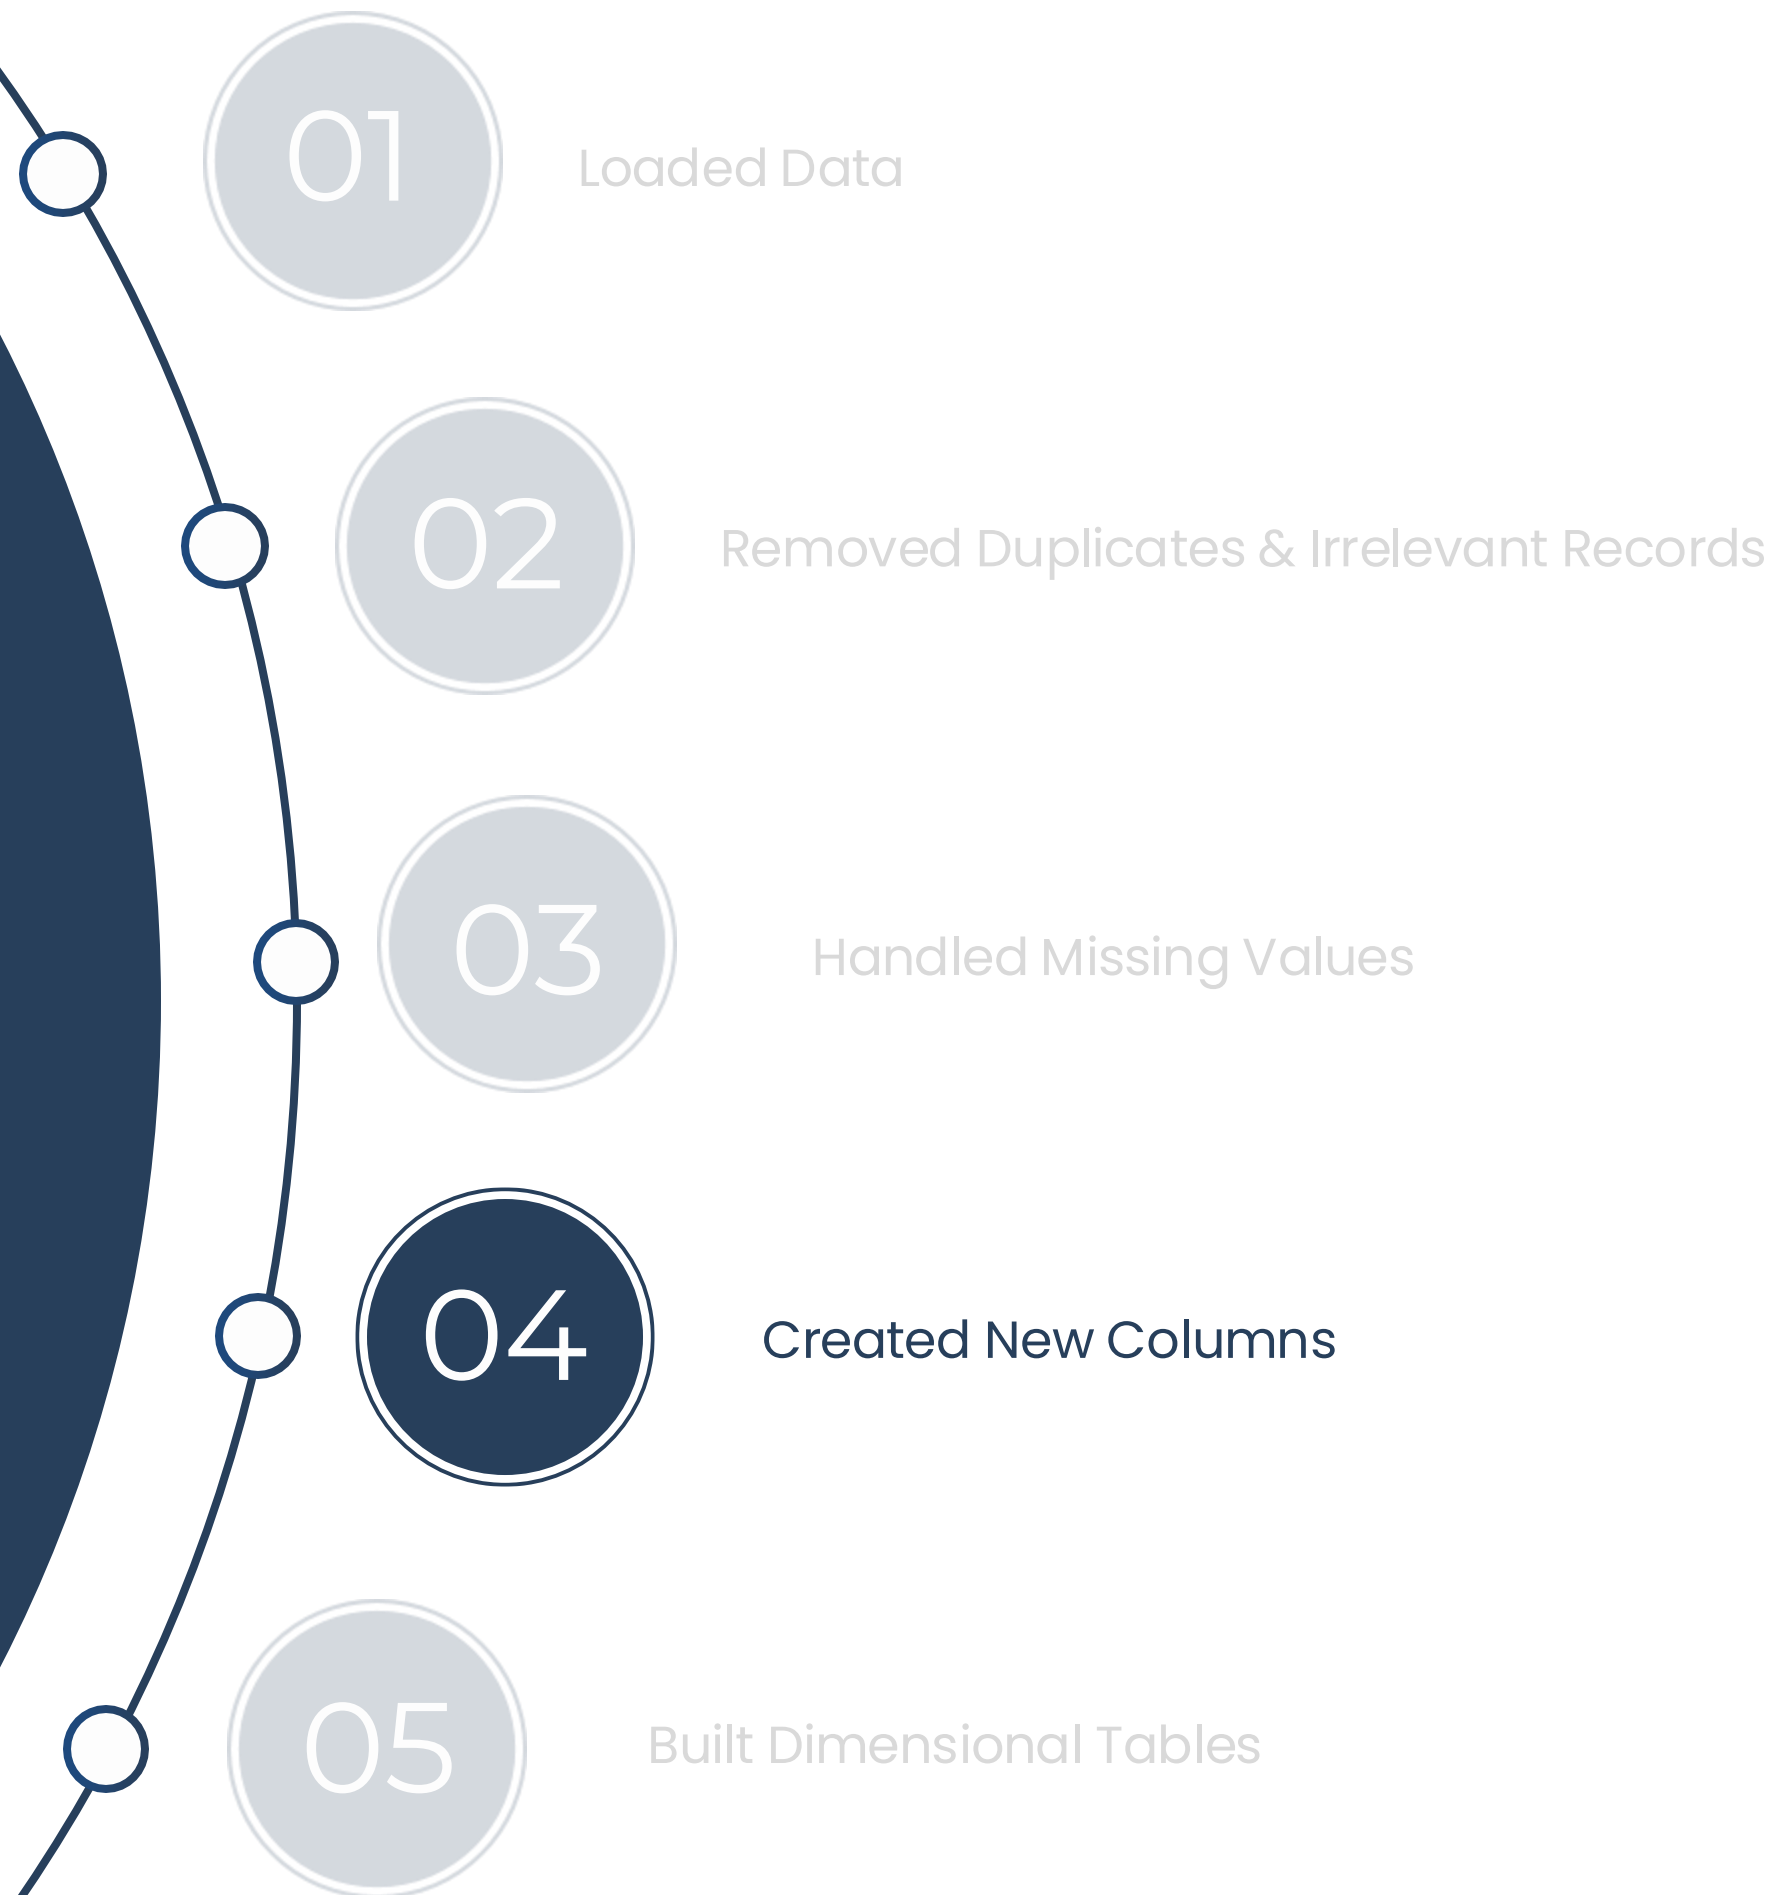 01
Loaded Data
02
Removed Duplicates & Irrelevant Records
03
Handled Missing Values
04
Created New Columns
05
Built Dimensional Tables